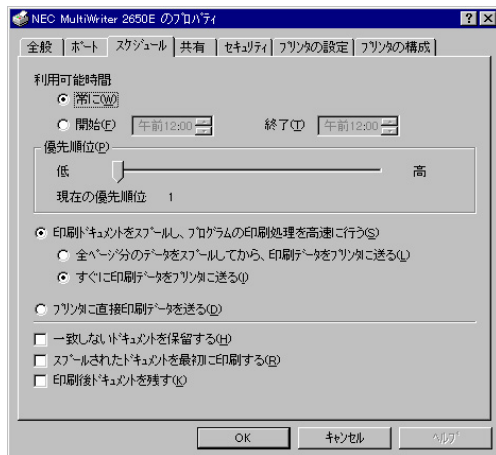 NEC MultiWriter 2650E のプロパティ
全般 ポート スケジュール 共有 セキュリティ プリンタの設定 プリンタの構成
利用可能時間
常に(W)
開始(F) 午前12:00 終了(T) 午前12:00
優先順位(P)
低 高
現在の優先順位 1
印刷ドキュメントをスプールし、プログラムの印刷処理を高速に行う(S)
全ページ分のデータをスプールしてから、印刷データをプリンタに送る(L)
すぐに印刷データをプリンタに送る(I)
プリンタに直接印刷データを送る(D)
一致しないドキュメントを保留する(H)
スプールされたドキュメントを最初に印刷する(R)
印刷後ドキュメントを残す(K)
OK キャンセル ヘルプ